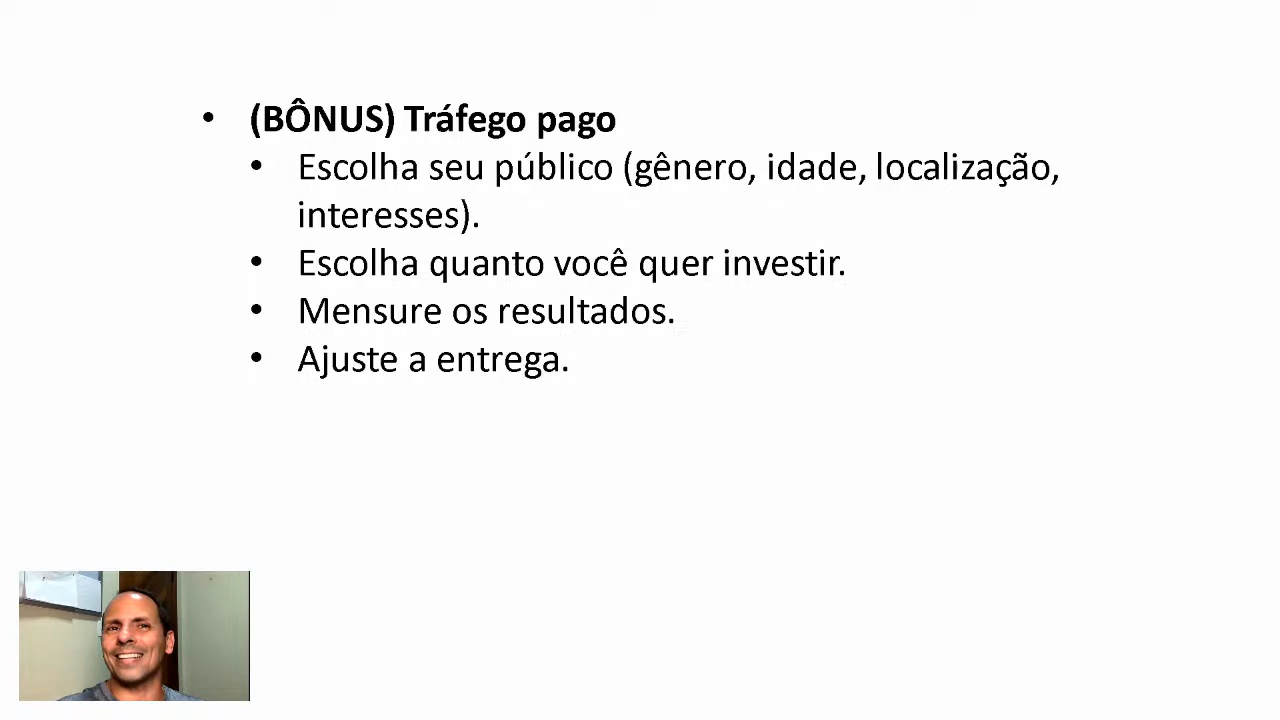 • (BÔNUS) Tráfego pago
• Escolha seu público (gênero, idade, localização,
interesses).
• Escolha quanto você quer investir.
• Mensure os resultados.
• Ajuste a entrega.